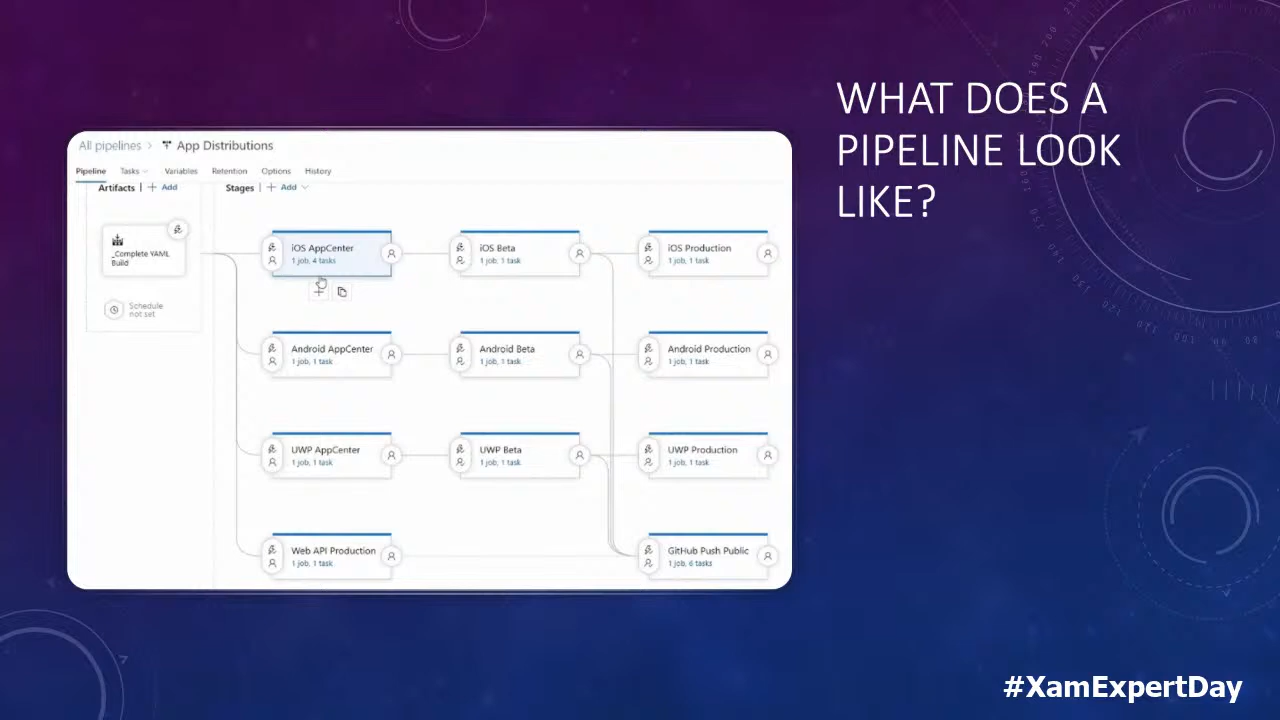 WHAT DOES A
PIPELINE LOOK
LIKE?
All pipelines > App Distributions
Pipeline Tasks Variables Retention Options History
Artifacts | + Add
Stages | + Add
_Complete YAML
Build
Schedule
not set
iOS AppCenter
1 job, 4 tasks
iOS Beta
1 job, 1 task
iOS Production
1 job, 1 task
Android AppCenter
1 job, 1 task
Android Beta
1 job, 1 task
Android Production
1 job, 1 task
UWP AppCenter
1 job, 1 task
UWP Beta
1 job, 1 task
UWP Production
1 job, 1 task
Web API Production
1 job, 1 task
GitHub Push Public
1 job, 6 tasks
#XamExpertDay